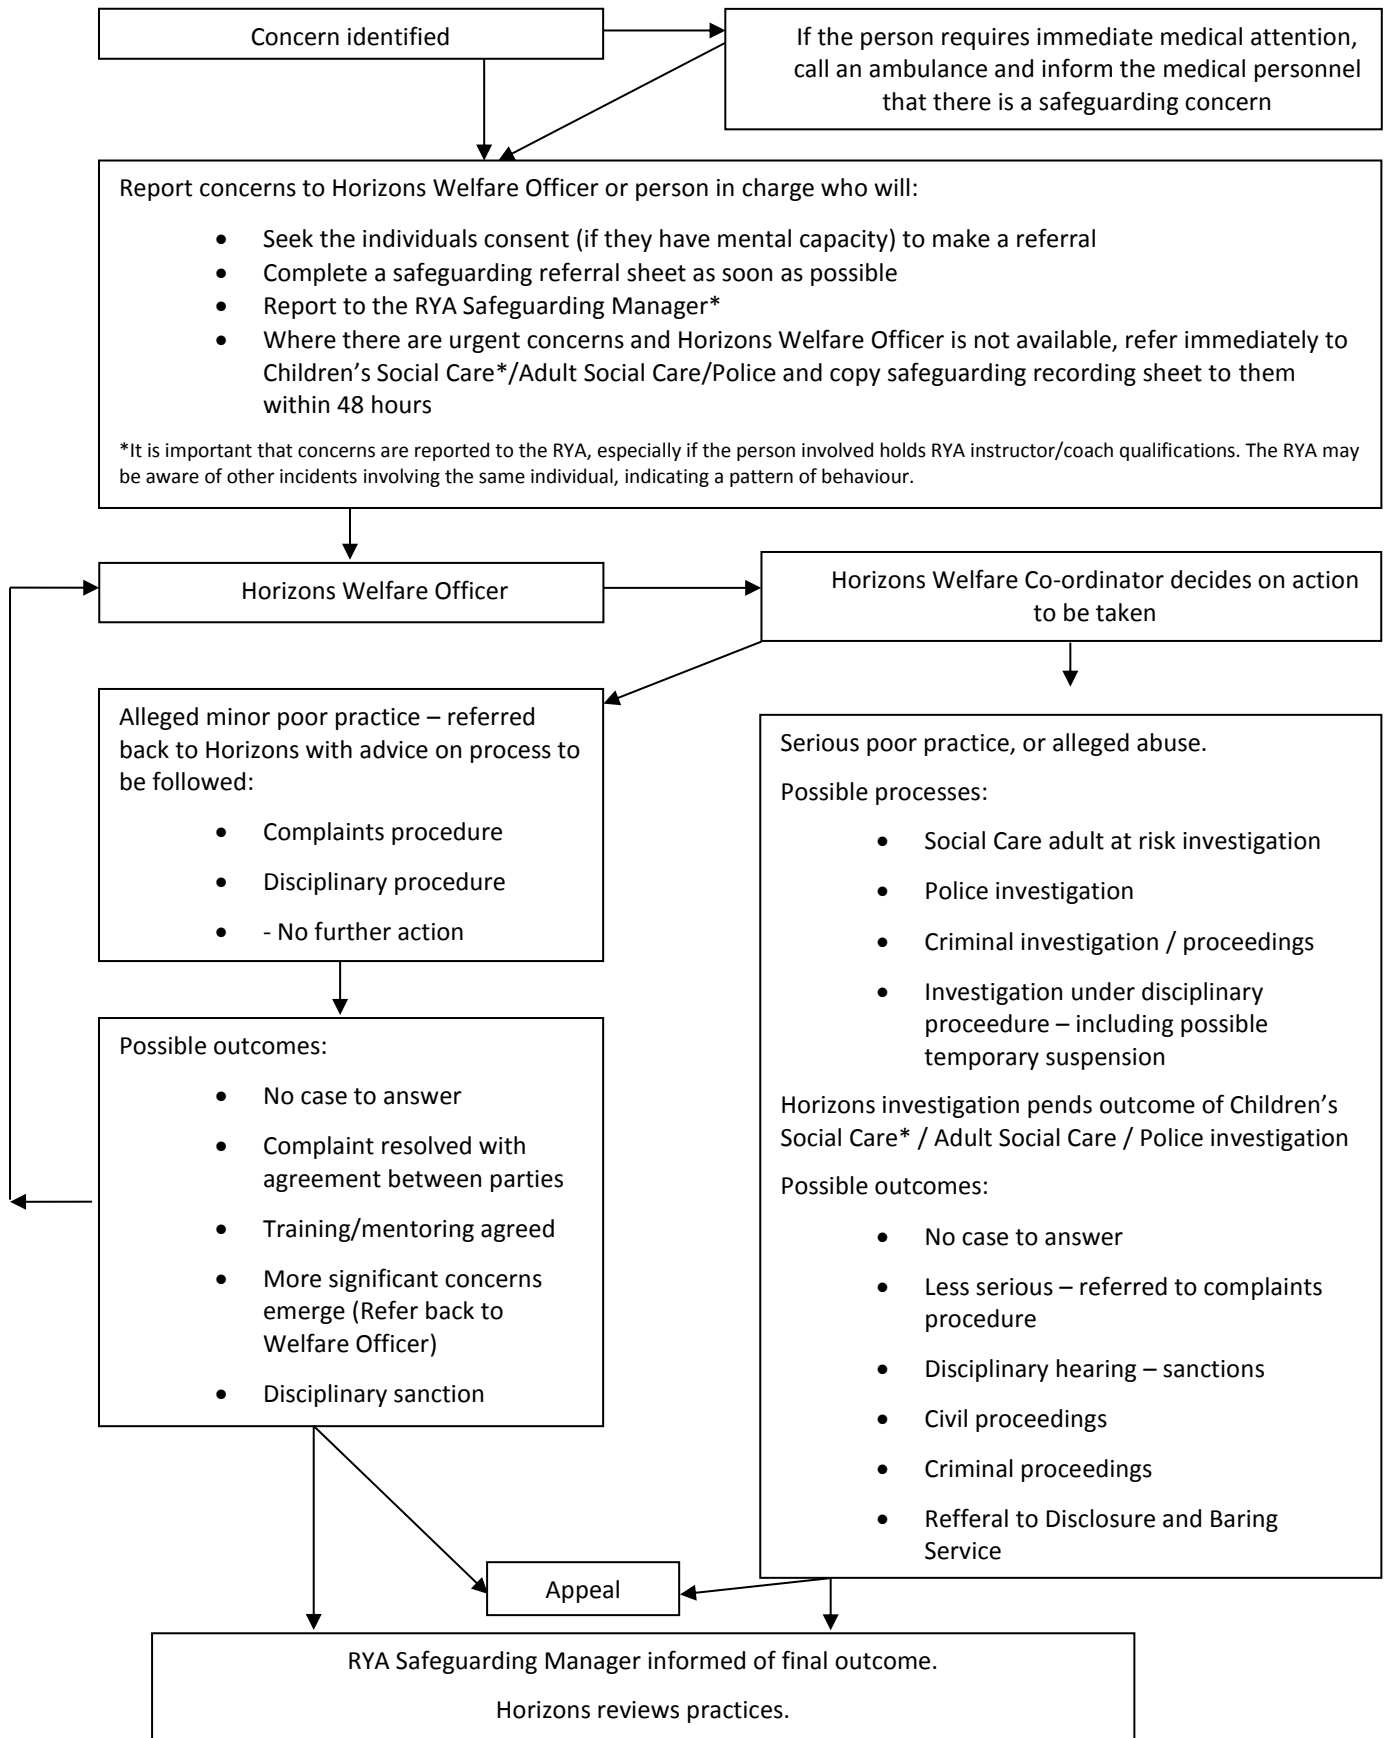 Concern identified
If the person requires immediate medical attention,
call an ambulance and inform the medical personnel
that there is a safeguarding concern
Report concerns to Horizons Welfare Officer or person in charge who will:
• Seek the individuals consent (if they have mental capacity) to make a referral
• Complete a safeguarding referral sheet as soon as possible
• Report to the RYA Safeguarding Manager*
• Where there are urgent concerns and Horizons Welfare Officer is not available, refer immediately to
Children’s Social Care*/Adult Social Care/Police and copy safeguarding recording sheet to them
within 48 hours
*It is important that concerns are reported to the RYA, especially if the person involved holds RYA instructor/coach qualifications. The RYA may
be aware of other incidents involving the same individual, indicating a pattern of behaviour.
Horizons Welfare Officer
Horizons Welfare Co-ordinator decides on action
to be taken
Alleged minor poor practice – referred
back to Horizons with advice on process to
be followed:
• Complaints procedure
• Disciplinary procedure
• - No further action
Possible outcomes:
• No case to answer
• Complaint resolved with
agreement between parties
• Training/mentoring agreed
• More significant concerns
emerge (Refer back to
Welfare Officer)
• Disciplinary sanction
Serious poor practice, or alleged abuse.
Possible processes:
• Social Care adult at risk investigation
• Police investigation
• Criminal investigation / proceedings
• Investigation under disciplinary
proceedure – including possible
temporary suspension
Horizons investigation pends outcome of Children’s
Social Care* / Adult Social Care / Police investigation
Possible outcomes:
• No case to answer
• Less serious – referred to complaints
procedure
• Disciplinary hearing – sanctions
• Civil proceedings
• Criminal proceedings
• Refferal to Disclosure and Baring
Service
Appeal
RYA Safeguarding Manager informed of final outcome.
Horizons reviews practices.